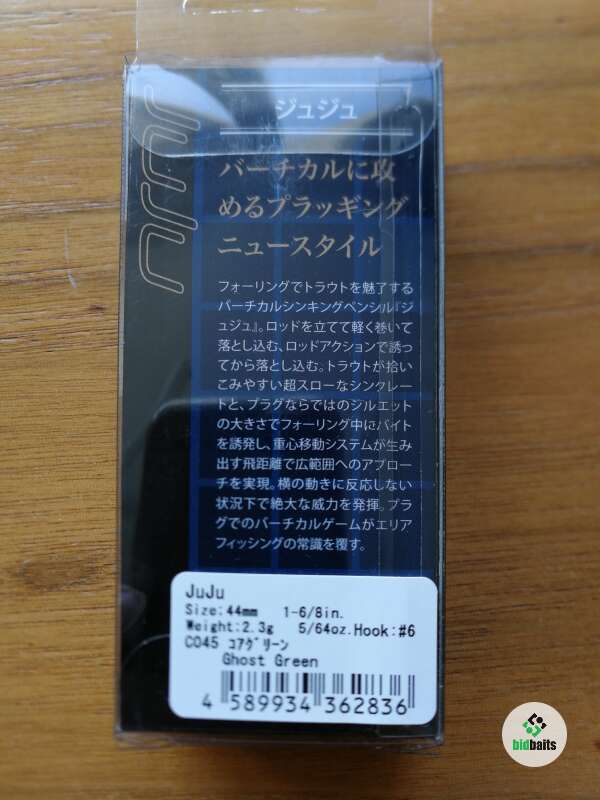 JUJU
ジュジュ
バーチカルに攻
めるプラッギング
ニュースタイル
フォーリングでトラウトを魅了する
バーチカルシンキングペンシル『ジ
ュジュ』。ロッドを立てて軽く巻いて
落とし込む、ロッドアクションで誘っ
てから落とし込む。トラウトが拾い
こみやすい超スローなシンクレー
トと、プラグならではのシルエット
の大きさでフォーリング中にバイト
を誘発し、重心移動システムが生み
出す飛距離で広範囲へのアプロー
チを実現。横の動きに反応しない
状況下で絶大な威力を発揮。プラ
グでのバーチカルゲームがエリア
フィッシングの常識を覆す。
JuJu
Size:44mm 1-6/8in.
Weight:2.3g 5/64oz.Hook:#6
C045 ｺｱｸﾞﾘｰﾝ
Ghost Green
4 589934 362836
bidbaits